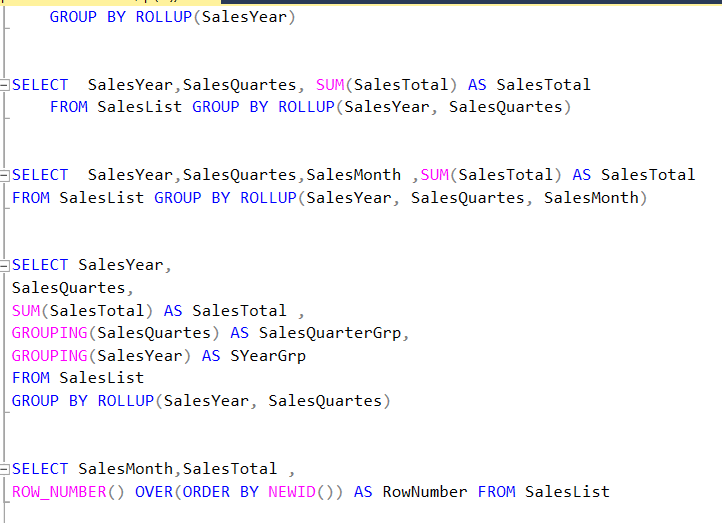 GROUP BY ROLLUP(SalesYear)
SELECT  SalesYear,SalesQuartes, SUM(SalesTotal) AS SalesTotal
FROM SalesList GROUP BY ROLLUP(SalesYear, SalesQuartes)
SELECT  SalesYear,SalesQuartes,SalesMonth ,SUM(SalesTotal) AS SalesTotal
FROM SalesList GROUP BY ROLLUP(SalesYear, SalesQuartes, SalesMonth)
SELECT SalesYear,
SalesQuartes,
SUM(SalesTotal) AS SalesTotal ,
GROUPING(SalesQuartes) AS SalesQuarterGrp,
GROUPING(SalesYear) AS SYearGrp
FROM SalesList
GROUP BY ROLLUP(SalesYear, SalesQuartes)
SELECT SalesMonth,SalesTotal ,
ROW_NUMBER() OVER(ORDER BY NEWID()) AS RowNumber FROM SalesList